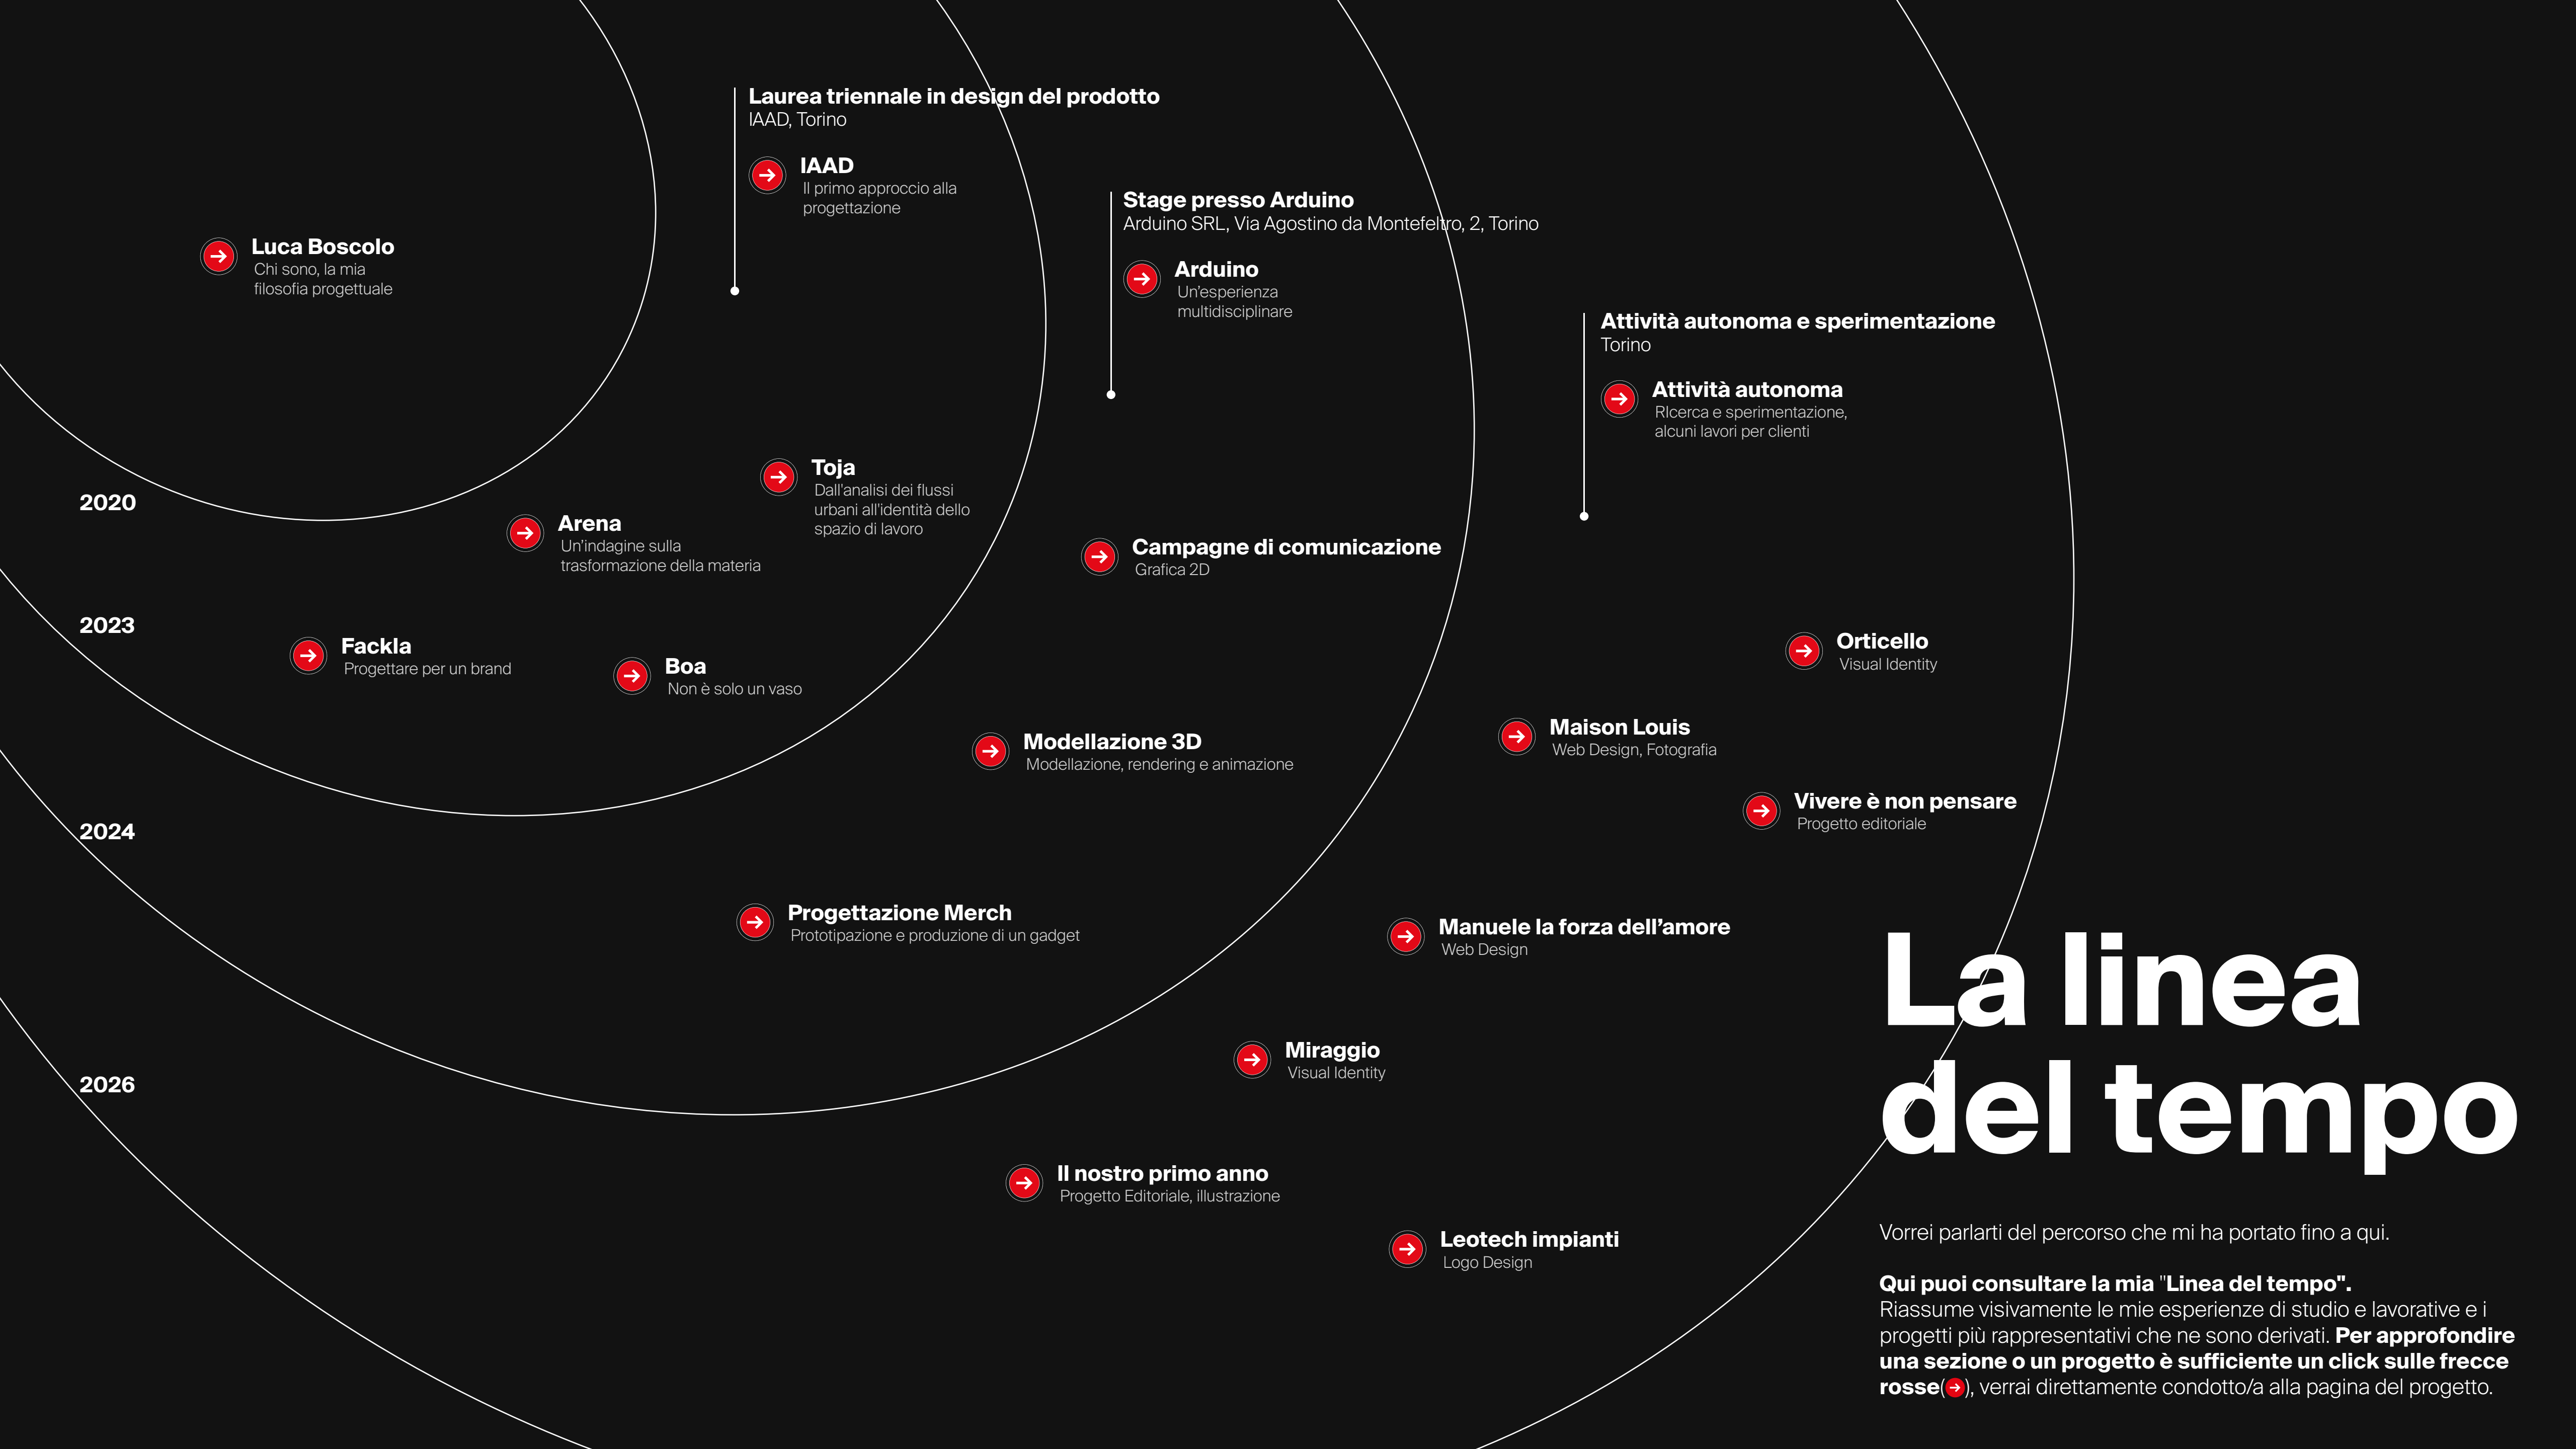 Laurea triennale in design del prodotto
IAAD, Torino
IAAD
Il primo approccio alla
progettazione
Stage presso Arduino
Arduino SRL, Via Agostino da Montefeltro, 2, Torino
Arduino
Un'esperienza
multidisciplinare
Luca Boscolo
Chi sono, la mia
filosofia progettuale
Attività autonoma e sperimentazione
Torino
Attività autonoma
RIcerca e sperimentazione,
alcuni lavori per clienti
2020
Toja
Dall'analisi dei flussi
urbani all'identità dello
spazio di lavoro
Arena
Un'indagine sulla
trasformazione della materia
Campagne di comunicazione
Grafica 2D
2023
Fackla
Progettare per un brand
Boa
Non è solo un vaso
Orticello
Visual Identity
Modellazione 3D
Modellazione, rendering e animazione
Maison Louis
Web Design, Fotografia
Vivere è non pensare
Progetto editoriale
2024
Progettazione Merch
Prototipazione e produzione di un gadget
Manuele la forza dell’amore
Web Design
2026
Miraggio
Visual Identity
Il nostro primo anno
Progetto Editoriale, illustrazione
Leotech impianti
Logo Design
La linea
del tempo
Vorrei parlarti del percorso che mi ha portato fino a qui.
Qui puoi consultare la mia "Linea del tempo".
Riassume visivamente le mie esperienze di studio e lavorative e i
progetti più rappresentativi che ne sono derivati. Per approfondire
una sezione o un progetto è sufficiente un click sulle frecce
rosse(→), verrai direttamente condotto/a alla pagina del progetto.